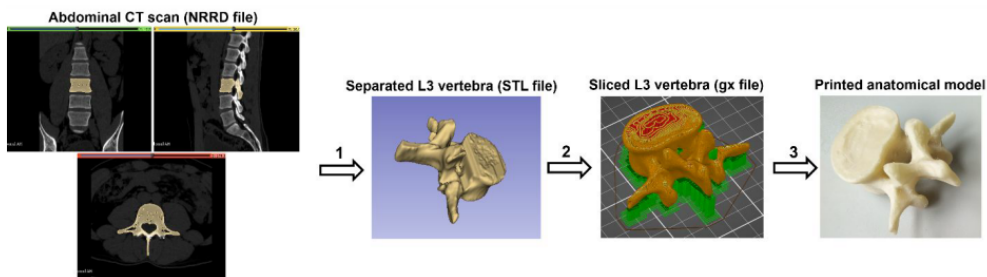 Abdominal CT scan (NRRD file)
Separated L3 vertebra (STL file)
Sliced L3 vertebra (gx file)
Printed anatomical model
1
2
3